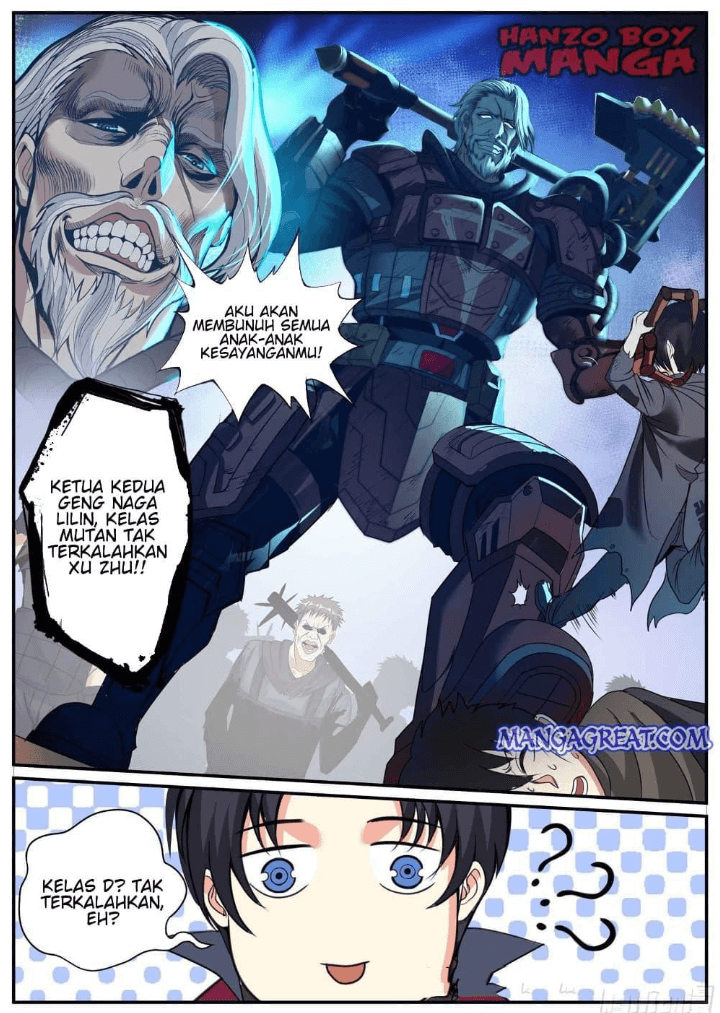 HANZO BOY
MANGA
AKU AKAN
MEMBUNUH SEMUA
ANAK-ANAK
KESAYANGANMU!
KETUA KEDUA
GENG NAGA
LILIN, KELAS
MUTAN TAK
TERKALAHKAN
XU ZHU!!
MANGAGREAT.COM
KELAS D? TAK
TERKALAHKAN,
EH?
???